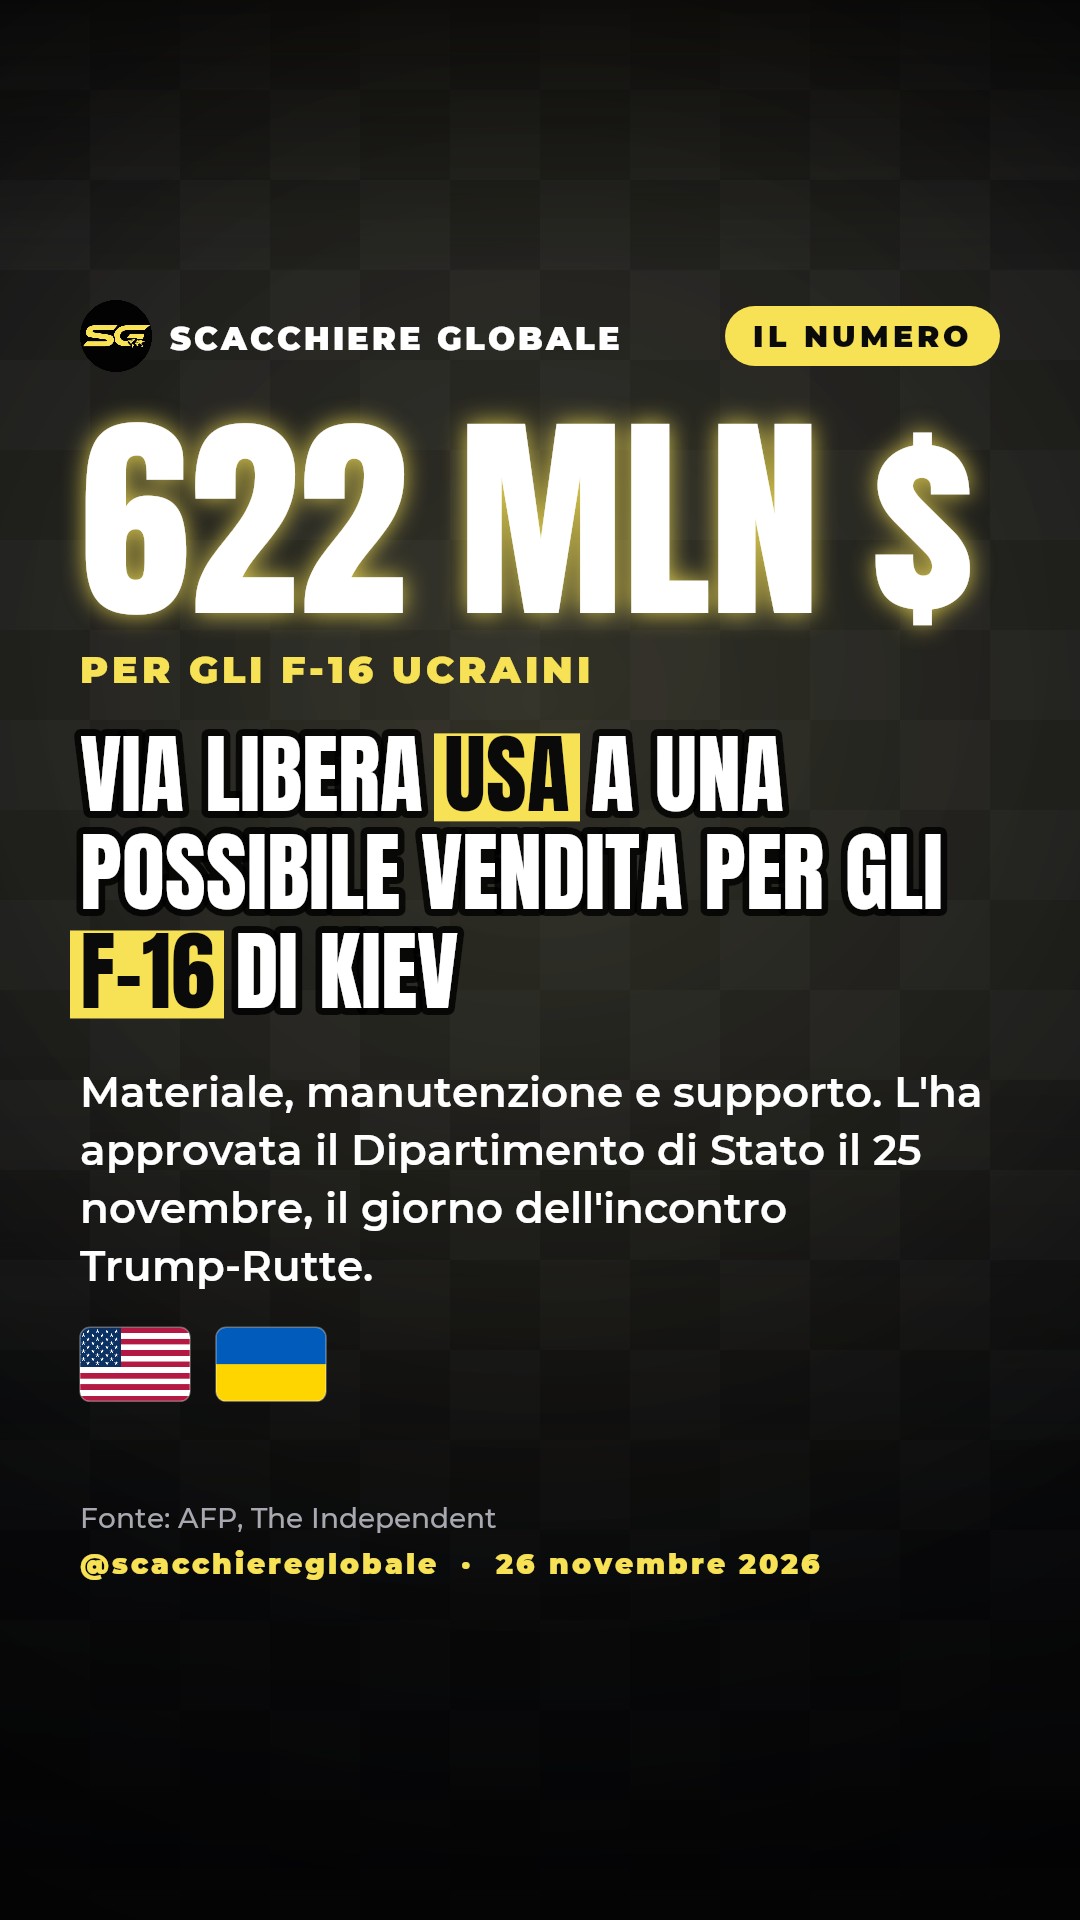 SG
SCACCHIERE GLOBALE
IL NUMERO
622 MLN $
PER GLI F-16 UCRAINI
VIA LIBERA USA A UNA
POSSIBILE VENDITA PER GLI
F-16 DI KIEV
Materiale, manutenzione e supporto. L'ha
approvata il Dipartimento di Stato il 25
novembre, il giorno dell'incontro
Trump-Rutte.
Fonte: AFP, The Independent
@scacchiereglobale · 26 novembre 2026